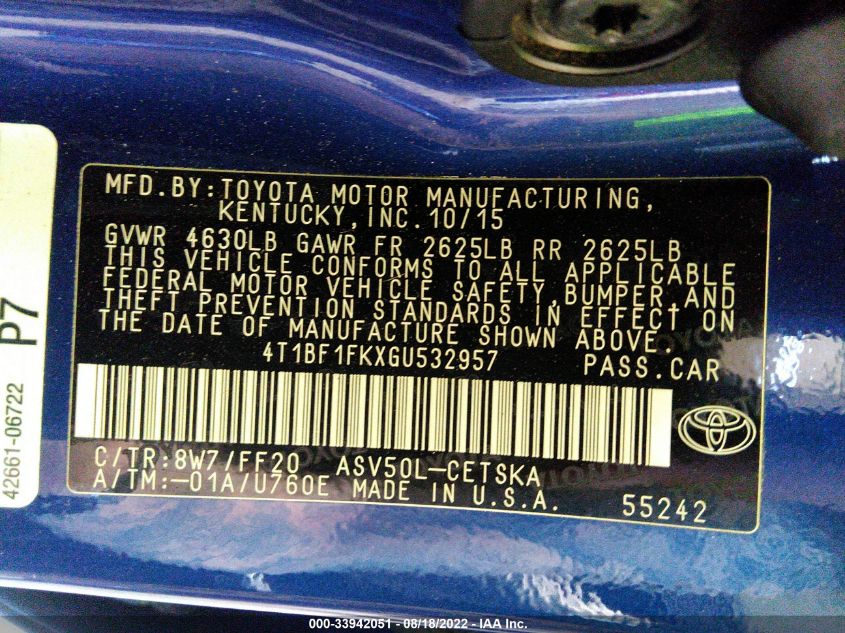 MFD.BY:TOYOTA MOTOR MANUFACTURING,
KENTUCKY,INC.10/15
GVWR 4630LB GAWR FR 2625LB RR 2625LB
THIS VEHICLE CONFORMS TO ALL APPLICABLE
FEDERAL MOTOR VEHICLE SAFETY,BUMPER,AND
THEFT PREVENTION STANDARDS IN EFFECT ON
THE DATE OF MANUFACTURE SHOWN ABOVE.
4T1BF1FKXGU532957 PASS.CAR
C/TR:8W7/FF20 ASV50L-CETSKA
A/TM:-01A/U760E MADE IN U.S.A. 55242
P7
42661-06722
000-33942051 - 08/18/2022 - IAA Inc.